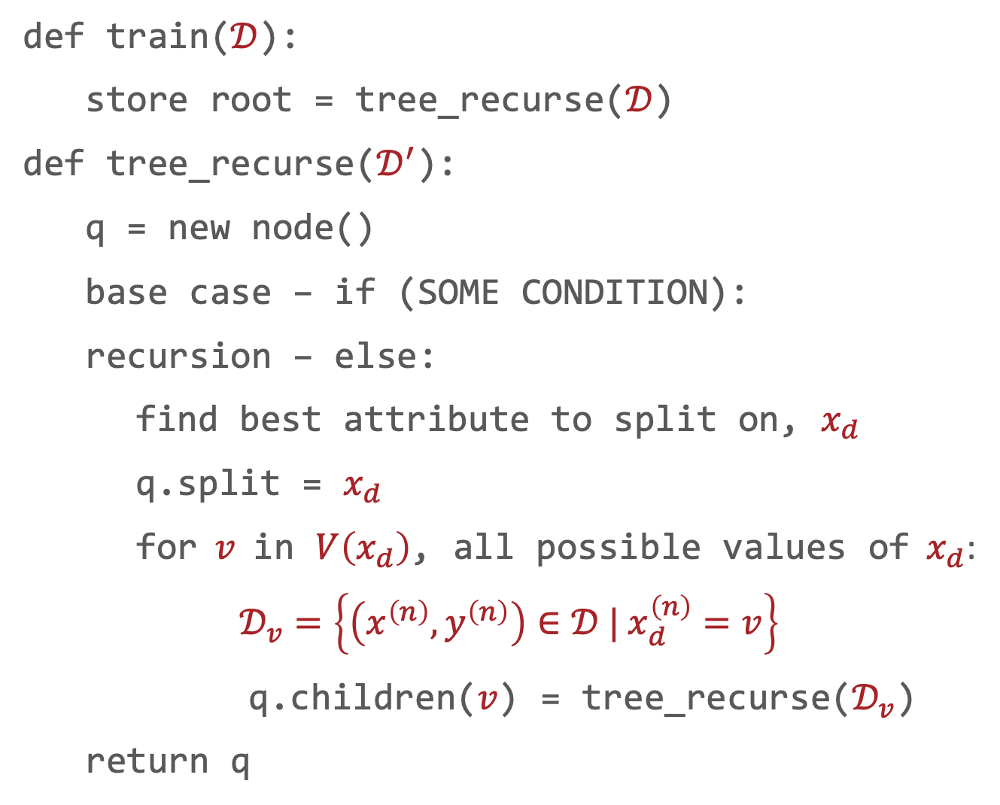 def train(𝒟):
store root = tree_recurse(𝒟)
def tree_recurse(𝒟′):
q = new node()
base case – if (SOME CONDITION):
recursion – else:
find best attribute to split on, x_d
q.split = x_d
for v in V(x_d), all possible values of x_d:
𝒟_v = {(x^(n), y^(n)) ∈ 𝒟 | x_d^(n) = v}
q.children(v) = tree_recurse(𝒟_v)
return q